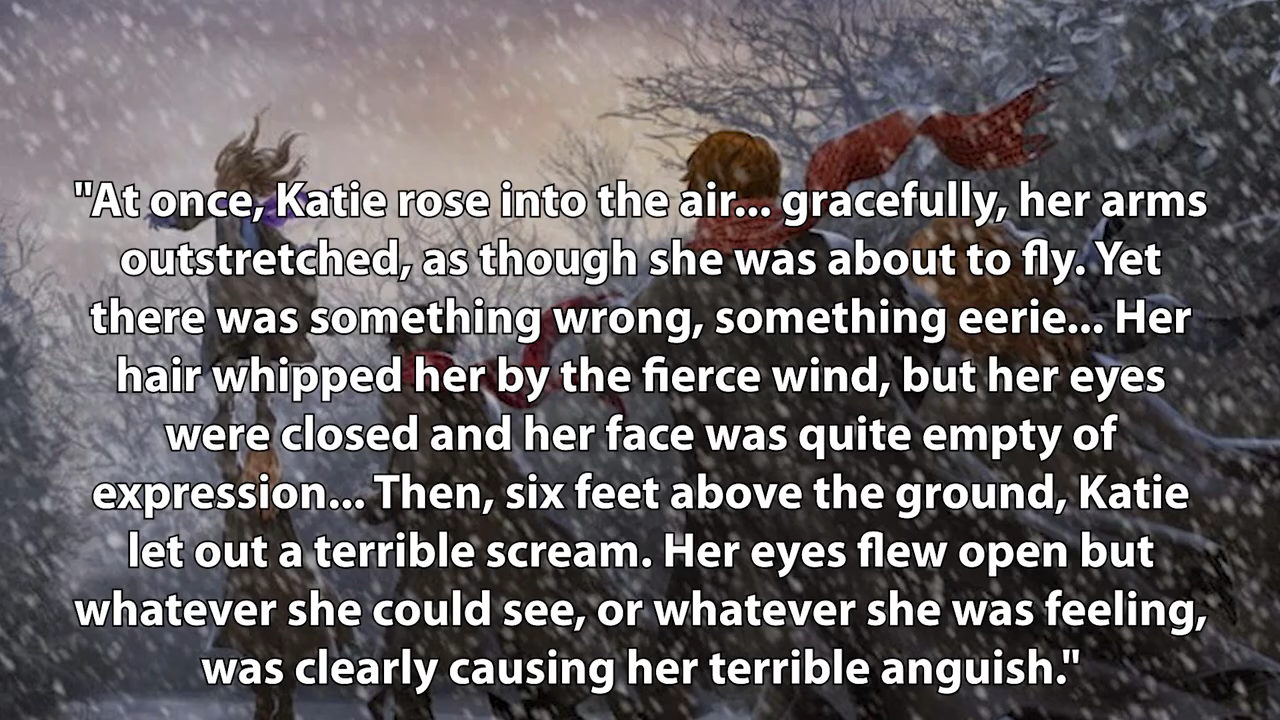 "At once, Katie rose into the air... gracefully, her arms
outstretched, as though she was about to fly. Yet
there was something wrong, something eerie... Her
hair whipped her by the fierce wind, but her eyes
were closed and her face was quite empty of
expression... Then, six feet above the ground, Katie
let out a terrible scream. Her eyes flew open but
whatever she could see, or whatever she was feeling,
was clearly causing her terrible anguish."